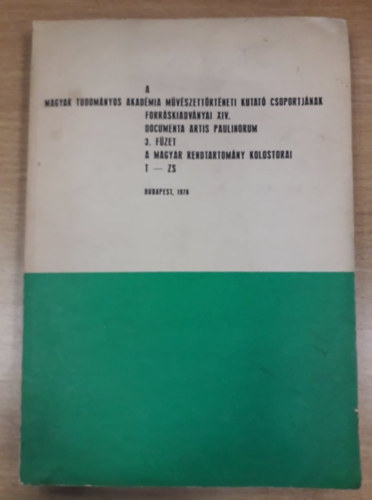 A
MAGYAR TUDOMÁNYOS AKADÉMIA MŰVÉSZETTÖRTÉNETI KUTATÓ CSOPORTJÁNAK
FORRÁSKIADVÁNYAI XIV.
DOCUMENTA ARTIS PAULINORUM
3. FÜZET
A MAGYAR RENDTARTOMÁNY KOLOSTORAI
T — ZS
BUDAPEST, 1978